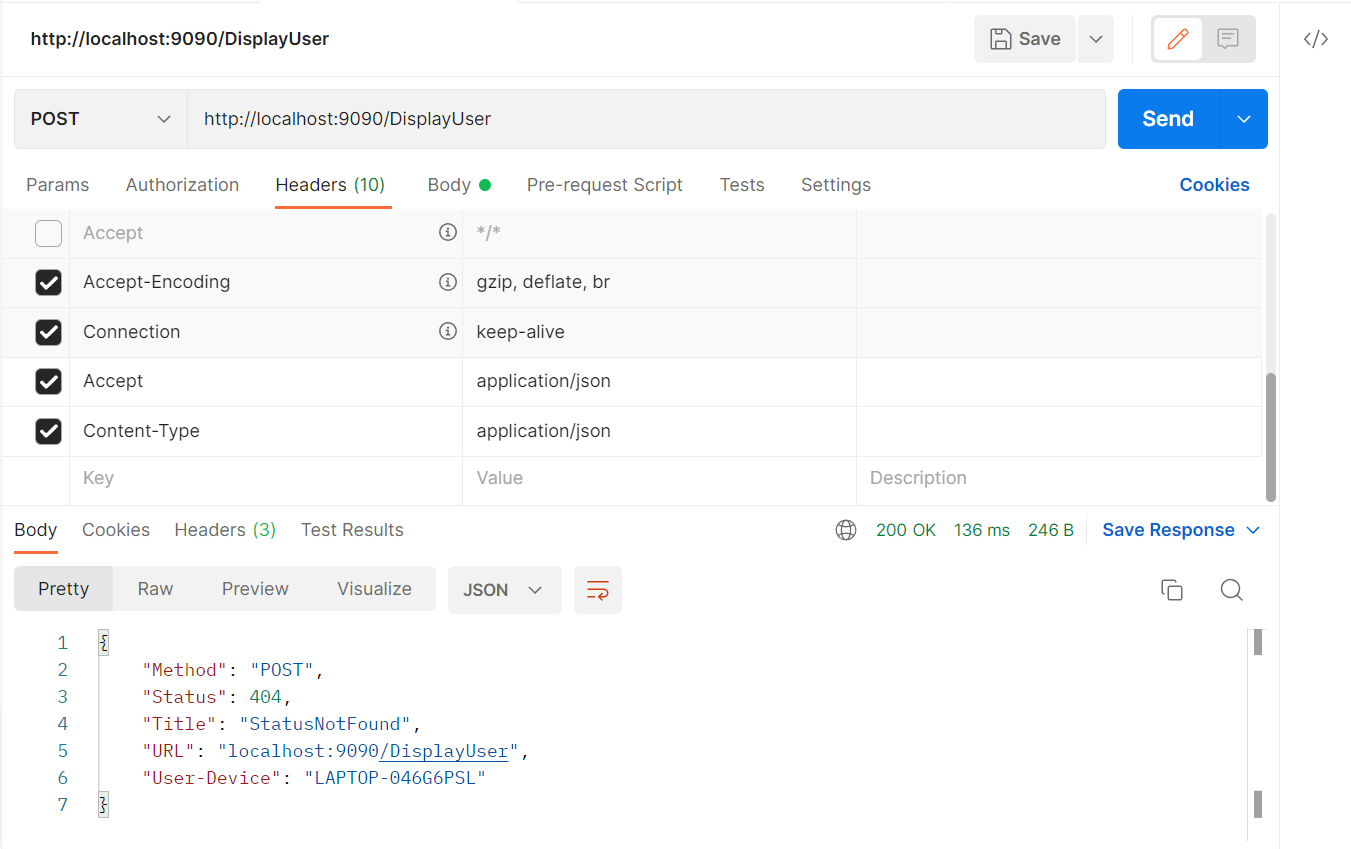 http://localhost:9090/DisplayUser Save </>
POST http://localhost:9090/DisplayUser Send
Params Authorization Headers (10) Body Pre-request Script Tests Settings Cookies
Accept */*
Accept-Encoding gzip, deflate, br
Connection keep-alive
Accept application/json
Content-Type application/json
Key Value Description
Body Cookies Headers (3) Test Results 200 OK 136 ms 246 B Save Response
Pretty Raw Preview Visualize JSON
1 {
2 "Method": "POST",
3 "Status": 404,
4 "Title": "StatusNotFound",
5 "URL": "localhost:9090/DisplayUser",
6 "User-Device": "LAPTOP-046G6PSL"
7 }